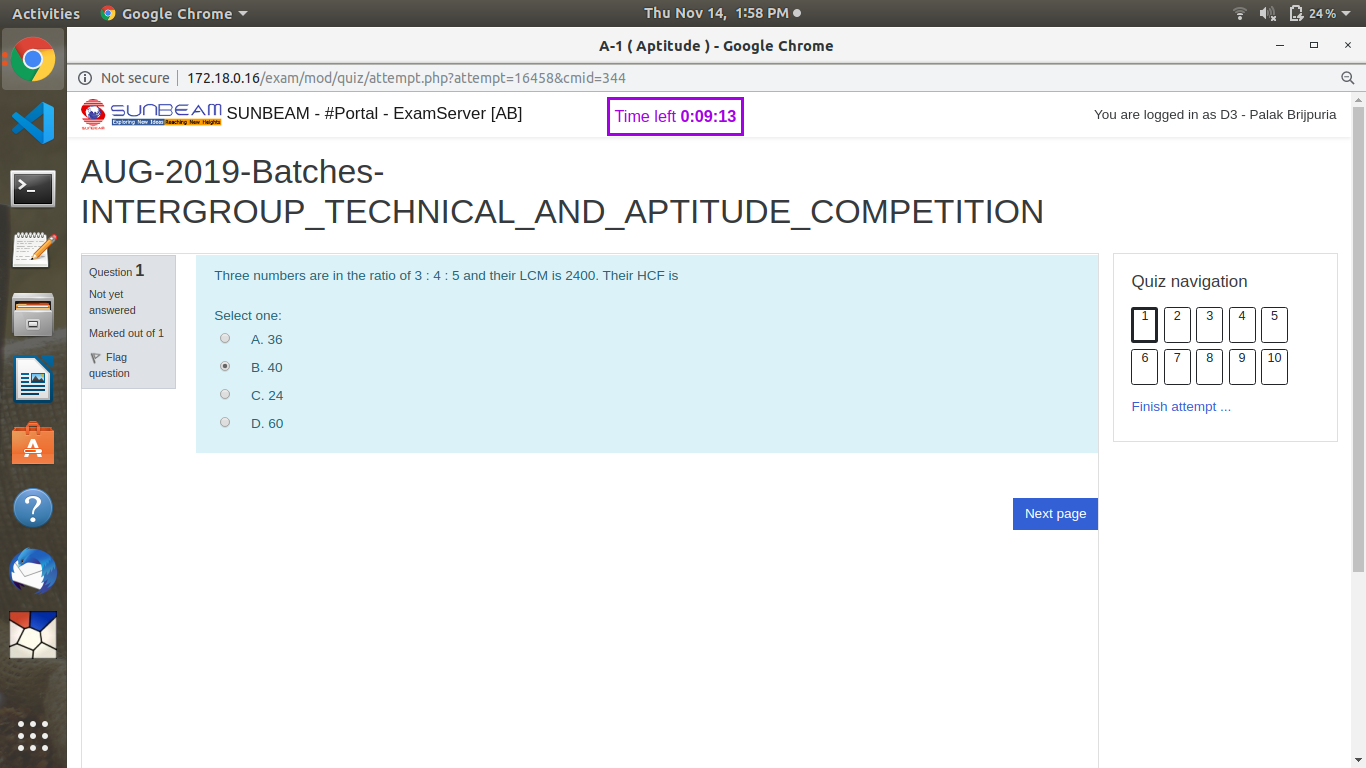 Activities
Google Chrome
Thu Nov 14, 1:58 PM
24%
A-1 ( Aptitude ) - Google Chrome
Not secure
172.18.0.16/exam/mod/quiz/attempt.php?attempt=16458&cmid=344
SUNBEAM
Exploring New Ideas Reaching New Heights
SUNBEAM - #Portal - ExamServer [AB]
Time left 0:09:13
You are logged in as D3 - Palak Brijpuria
AUG-2019-Batches-
INTERGROUP_TECHNICAL_AND_APTITUDE_COMPETITION
Question 1
Not yet
answered
Marked out of 1
Flag
question
Three numbers are in the ratio of 3 : 4 : 5 and their LCM is 2400. Their HCF is
Select one:
A. 36
B. 40
C. 24
D. 60
Next page
Quiz navigation
1 2 3 4 5
6 7 8 9 10
Finish attempt ...